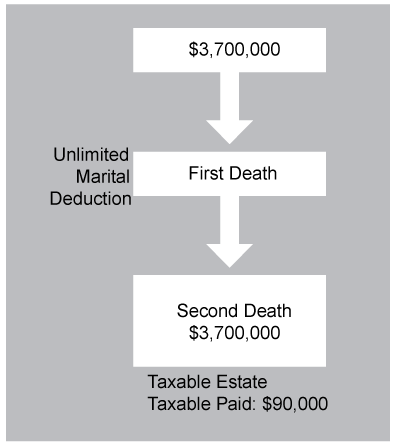 $3,700,000
Unlimited
Marital
Deduction
First Death
Second Death
$3,700,000
Taxable Estate
Taxable Paid: $90,000